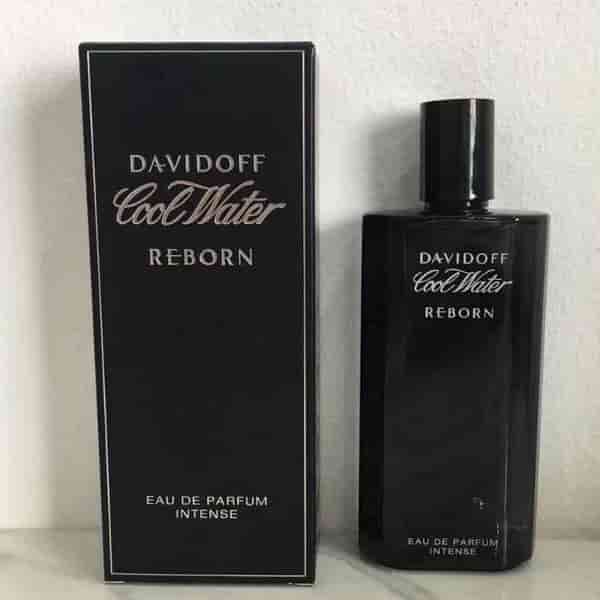 DAVIDOFF
Cool Water
REBORN
EAU DE PARFUM
INTENSE
DAVIDOFF
Cool Water
REBORN
EAU DE PARFUM
INTENSE